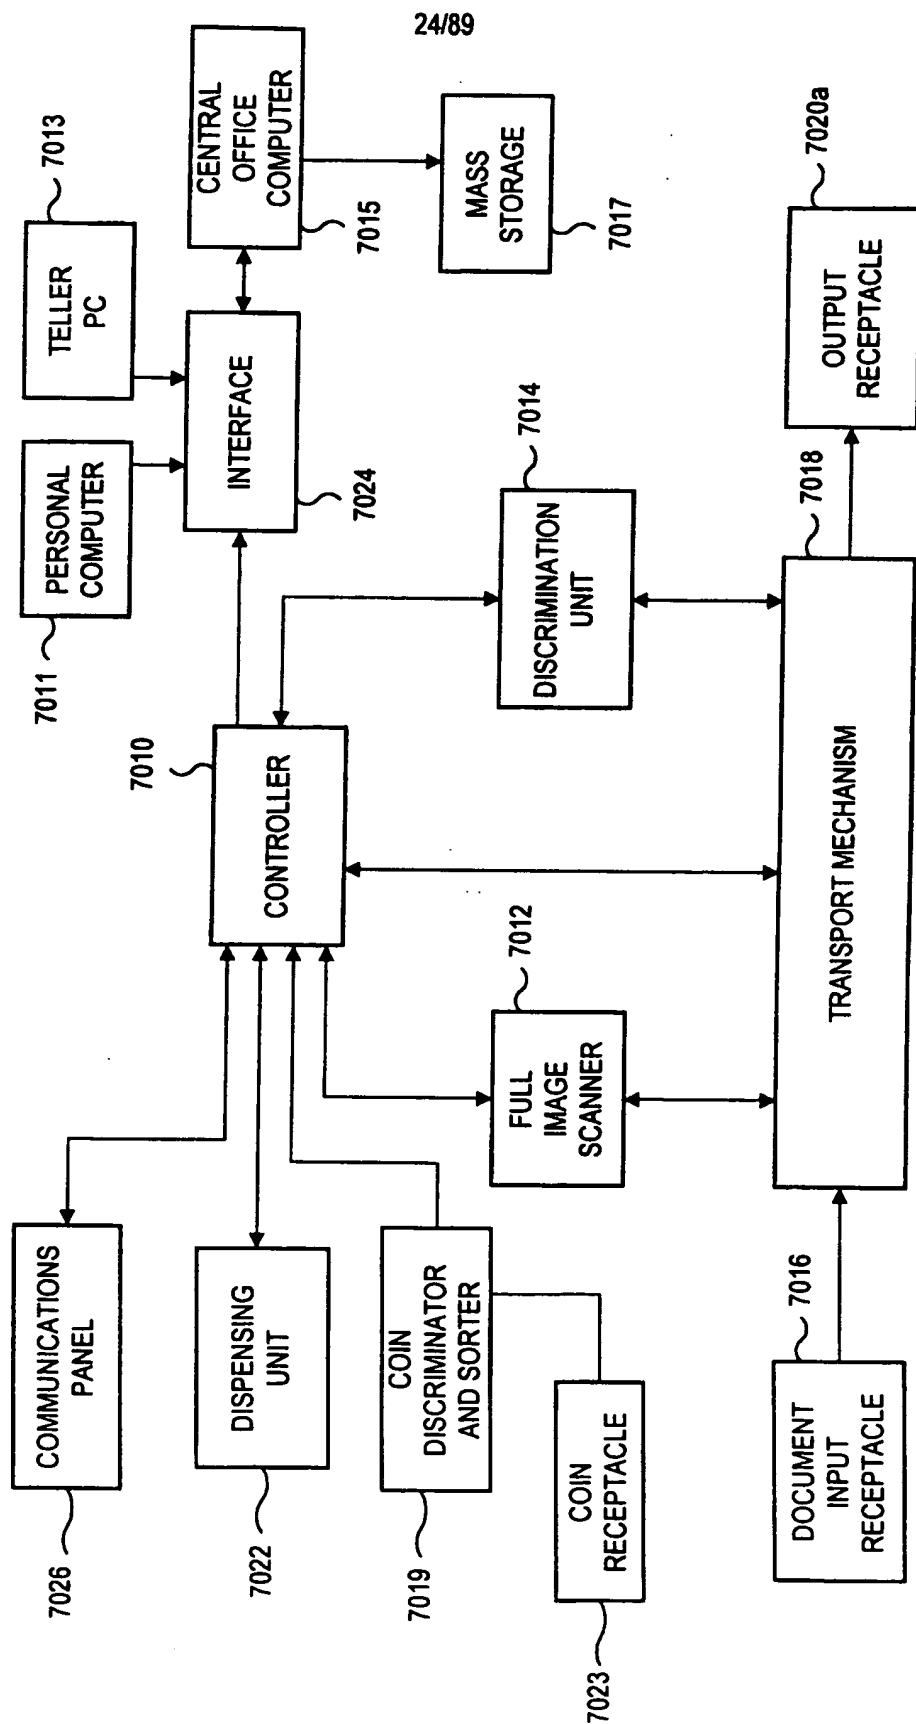 24/89
COMMUNICATIONS
PANEL
7026
DISPENSING
UNIT
7022
COIN
DISCRIMINATOR
AND SORTER
7019
COIN
RECEPTACLE
7023
DOCUMENT
INPUT
RECEPTACLE
7016
FULL
IMAGE
SCANNER
7012
CONTROLLER
7010
PERSONAL
COMPUTER
7011
TELLER
PC
7013
INTERFACE
7024
CENTRAL
OFFICE
COMPUTER
7015
MASS
STORAGE
7017
DISCRIMINATION
UNIT
7014
TRANSPORT MECHANISM
7018
OUTPUT
RECEPTACLE
7020a